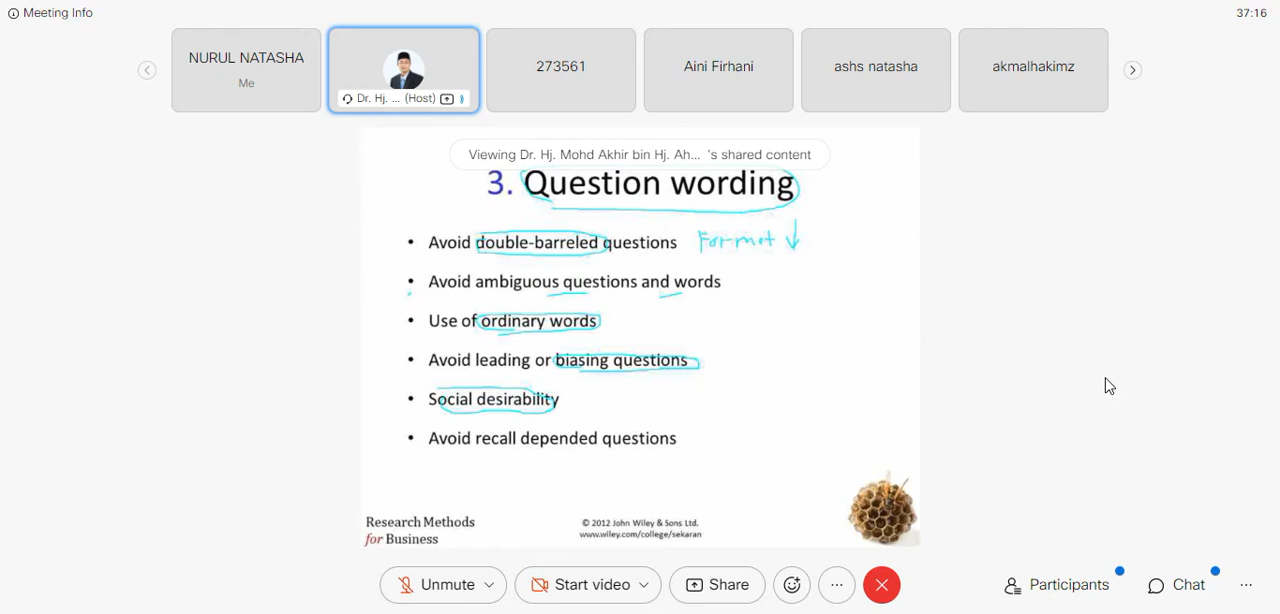 Meeting Info
37:16
NURUL NATASHA
Me
Dr. Hj. ... (Host)
273561
Aini Firhani
ashs natasha
akmalhakimz
Viewing Dr. Hj. Mohd Akhir bin Hj. Ah... 's shared content
3. Question wording
• Avoid double-barreled questions Format
• Avoid ambiguous questions and words
• Use of ordinary words
• Avoid leading or biasing questions
• Social desirability
• Avoid recall depended questions
Research Methods
for Business
© 2012 John Wiley & Sons Ltd.
www.wiley.com/college/sekaran
Unmute
Start video
Share
Participants
Chat